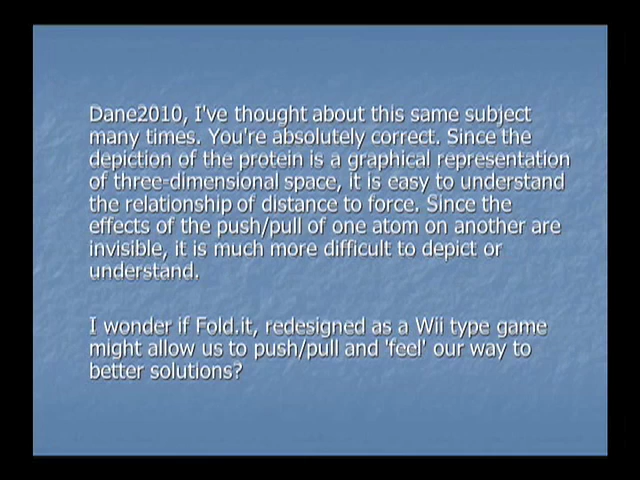 Dane2010, I've thought about this same subject
many times. You're absolutely correct. Since the
depiction of the protein is a graphical representation
of three-dimensional space, it is easy to understand
the relationship of distance to force. Since the
effects of the push/pull of one atom on another are
invisible, it is much more difficult to depict or
understand.
I wonder if Fold.it, redesigned as a Wii type game
might allow us to push/pull and 'feel' our way to
better solutions?